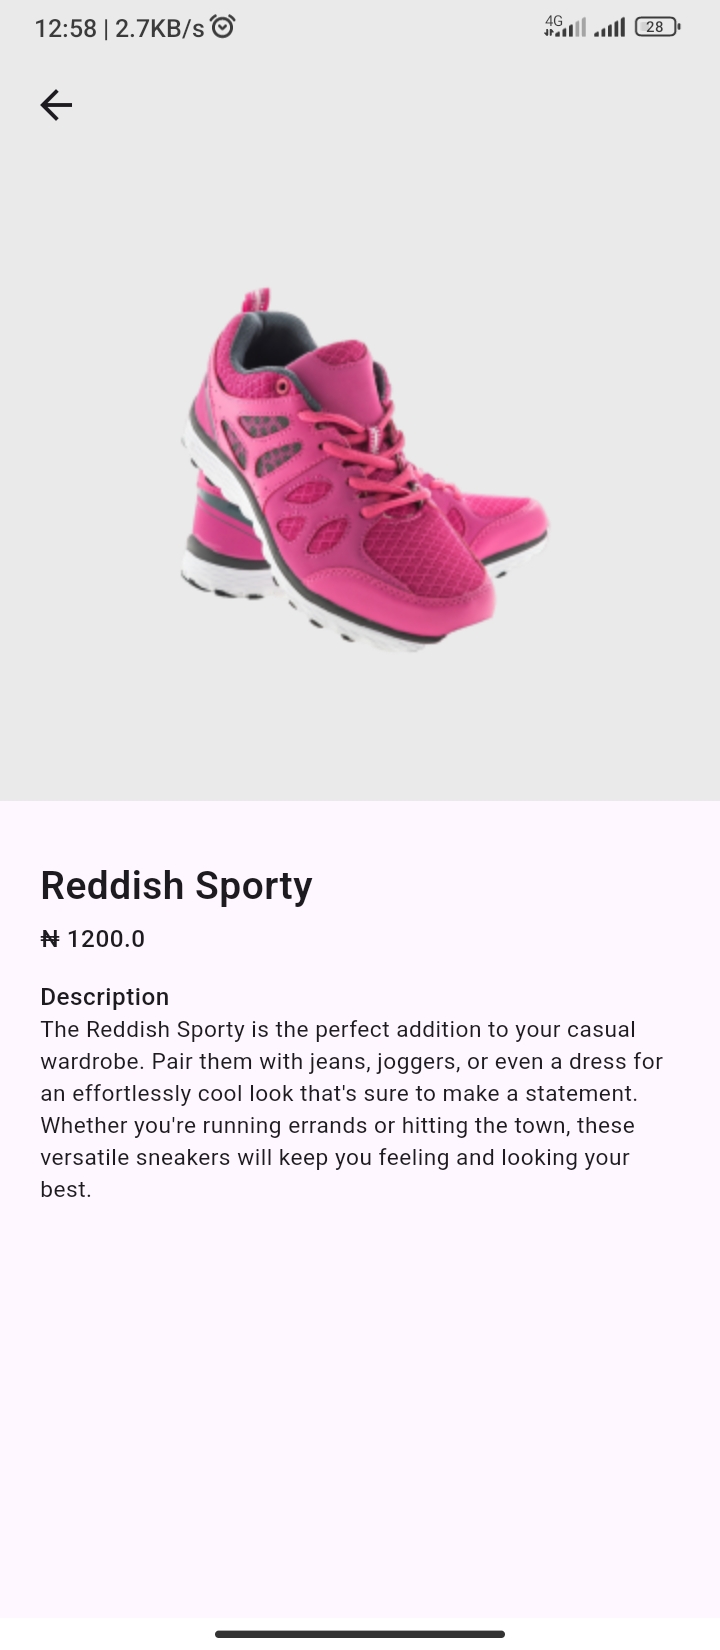 12:58 | 2.7KB/s
4G
28
Reddish Sporty
₦ 1200.0
Description
The Reddish Sporty is the perfect addition to your casual
wardrobe. Pair them with jeans, joggers, or even a dress for
an effortlessly cool look that's sure to make a statement.
Whether you're running errands or hitting the town, these
versatile sneakers will keep you feeling and looking your
best.